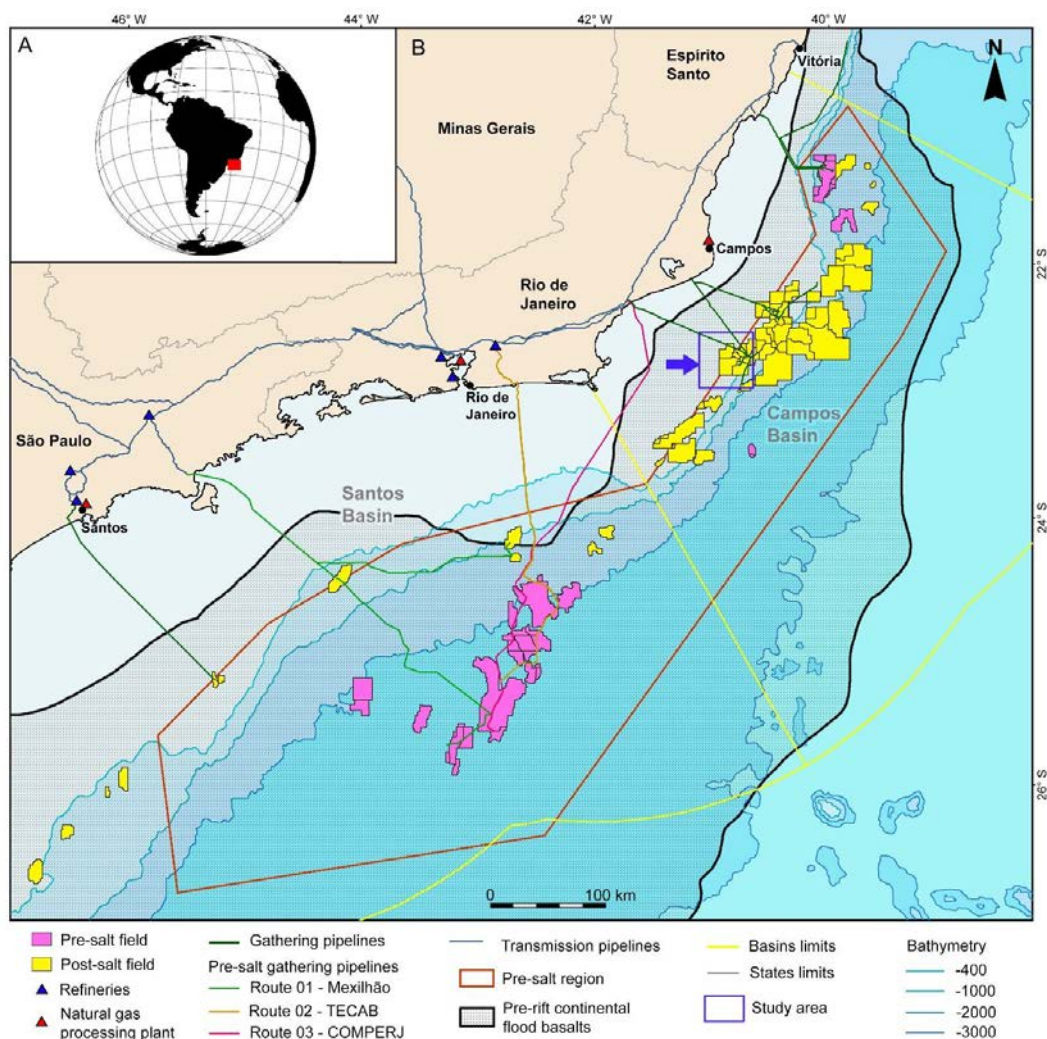 46° W
44° W
42° W
40° W
A
B
N
Espírito
Santo
Vitória
Minas Gerais
Campos
22° S
Rio de
Janeiro
Rio de
Janeiro
Campos
Basin
São Paulo
Santos
Santos
Basin
24° S
26° S
0
100 km
Pre-salt field
Post-salt field
Refineries
Natural gas
processing plant
Gathering pipelines
Pre-salt gathering pipelines
Route 01 - Mexilhão
Route 02 - TECAB
Route 03 - COMPERJ
Transmission pipelines
Pre-salt region
Pre-rift continental
flood basalts
Basins limits
States limits
Study area
Bathymetry
-400
-1000
-2000
-3000